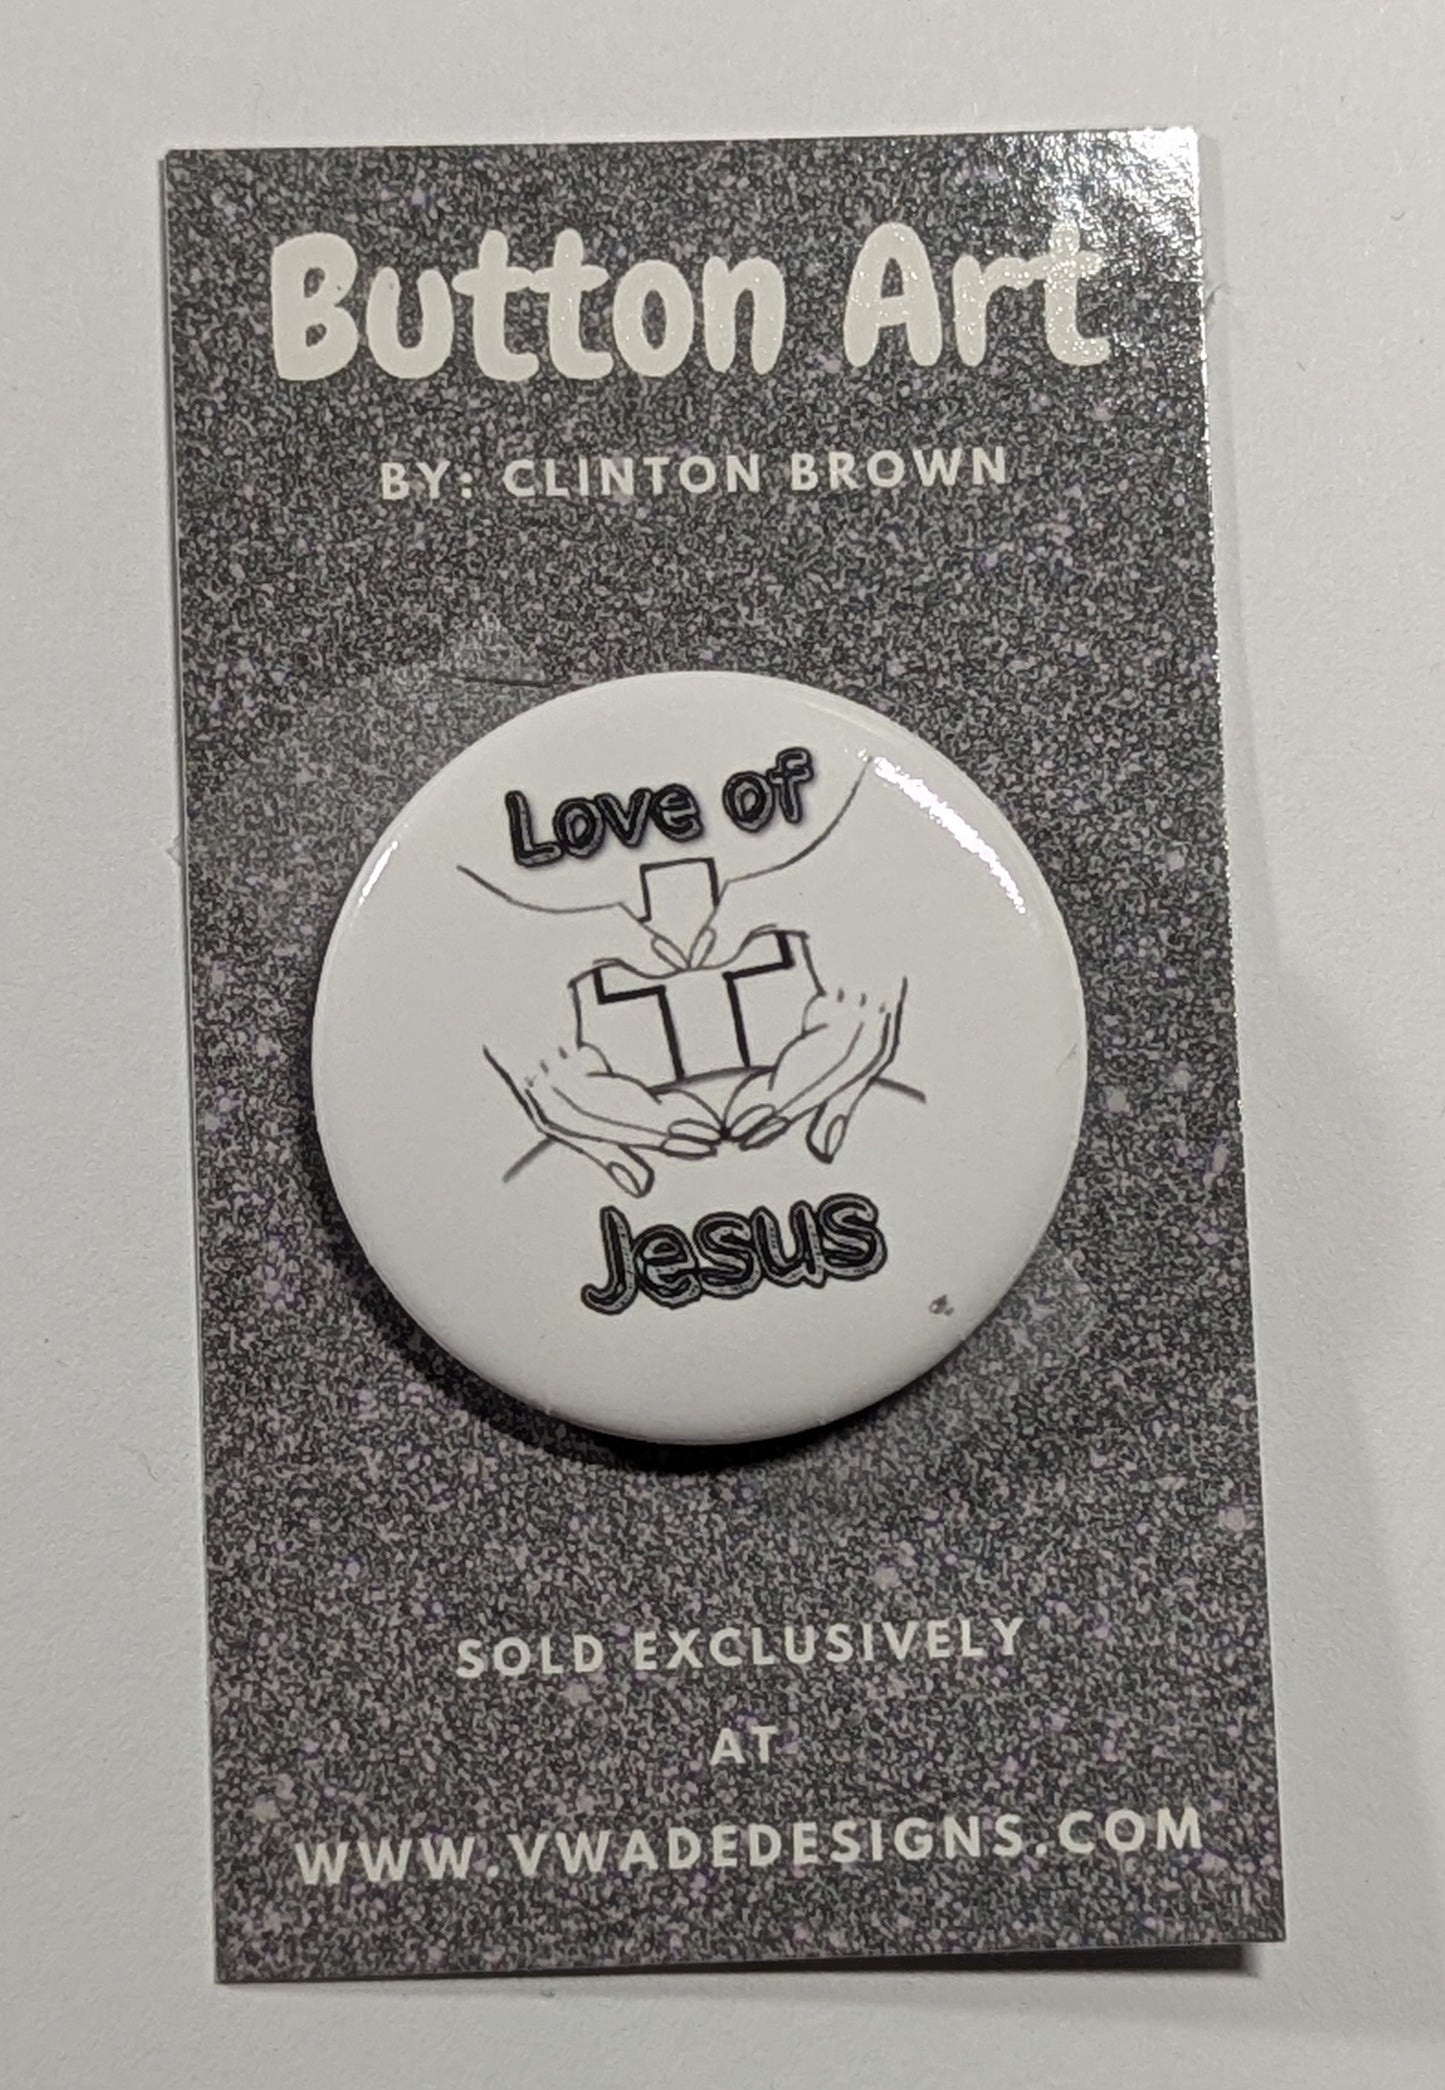 Button Art
BY: CLINTON BROWN
Love of
Jesus
SOLD EXCLUSIVELY
AT
WWW.VWADEDESIGNS.COM